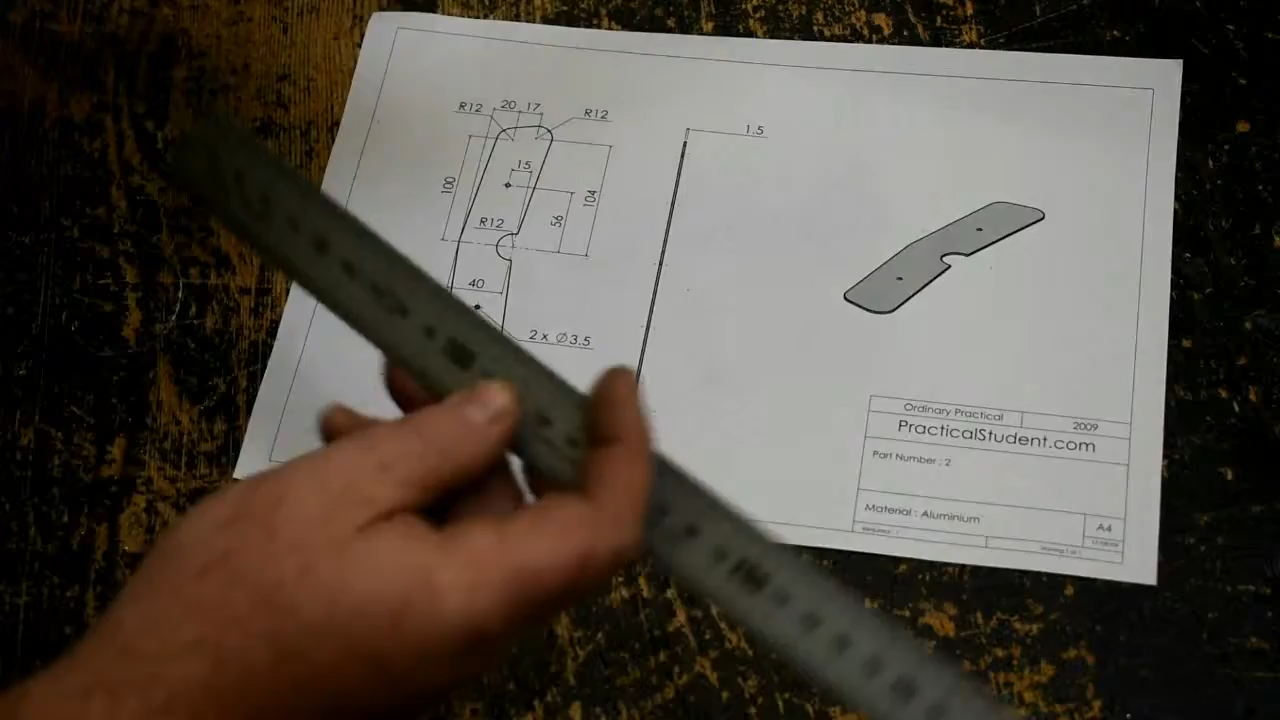 R12 20 17 R12
1.5
15
100
104
56
R12
40
2 x Ø3.5
Ordinary Practical 2009
PracticalStudent.com
Part Number : 2
Material : Aluminium
A4